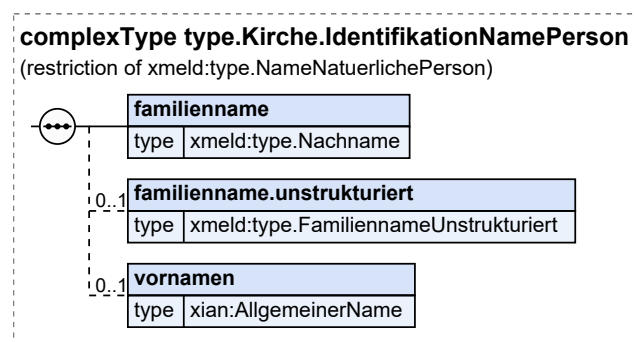 complexType type.Kirche.IdentifikationNamePerson
(restriction of xmeld:type.NameNatuerlichePerson)
familienname
type xmeld:type.Nachname
0..1 familienname.unstrukturiert
type xmeld:type.FamiliennameUnstrukturiert
0..1 vornamen
type xian:AllgemeinerName